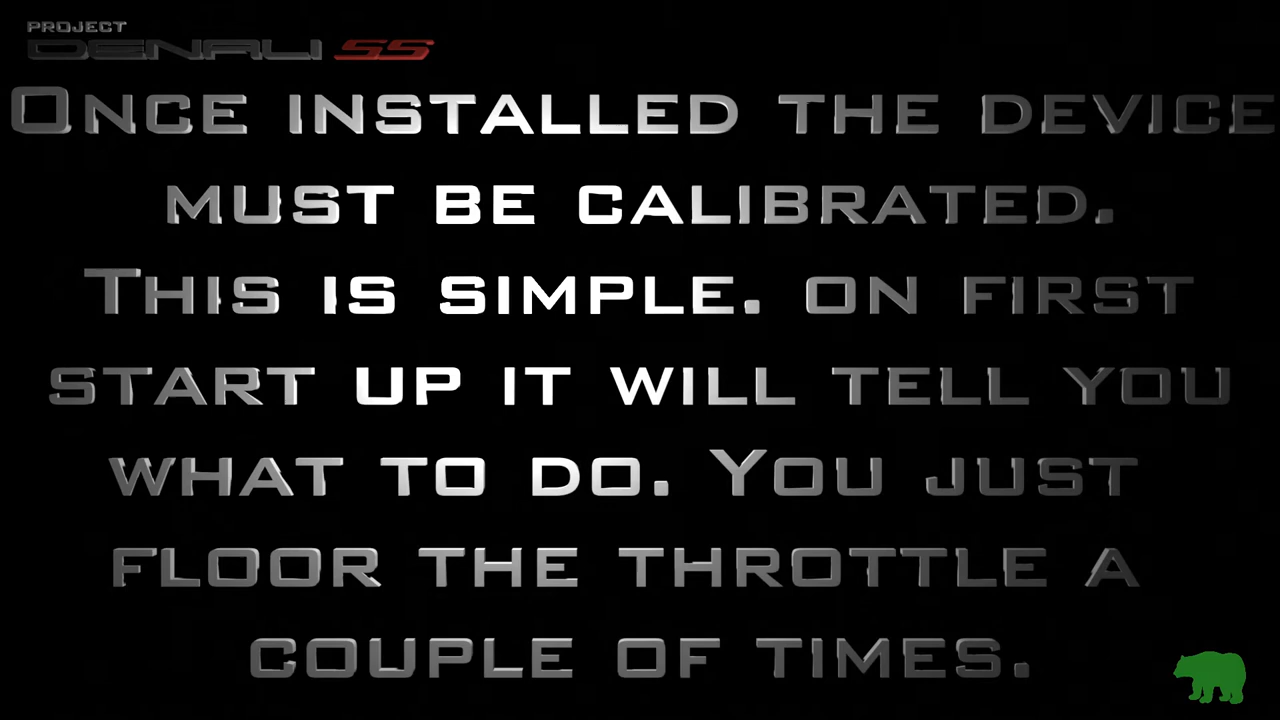 PROJECT
DENALI SS
ONCE INSTALLED THE DEVICE
MUST BE CALIBRATED.
THIS IS SIMPLE. ON FIRST
START UP IT WILL TELL YOU
WHAT TO DO. YOU JUST
FLOOR THE THROTTLE A
COUPLE OF TIMES.